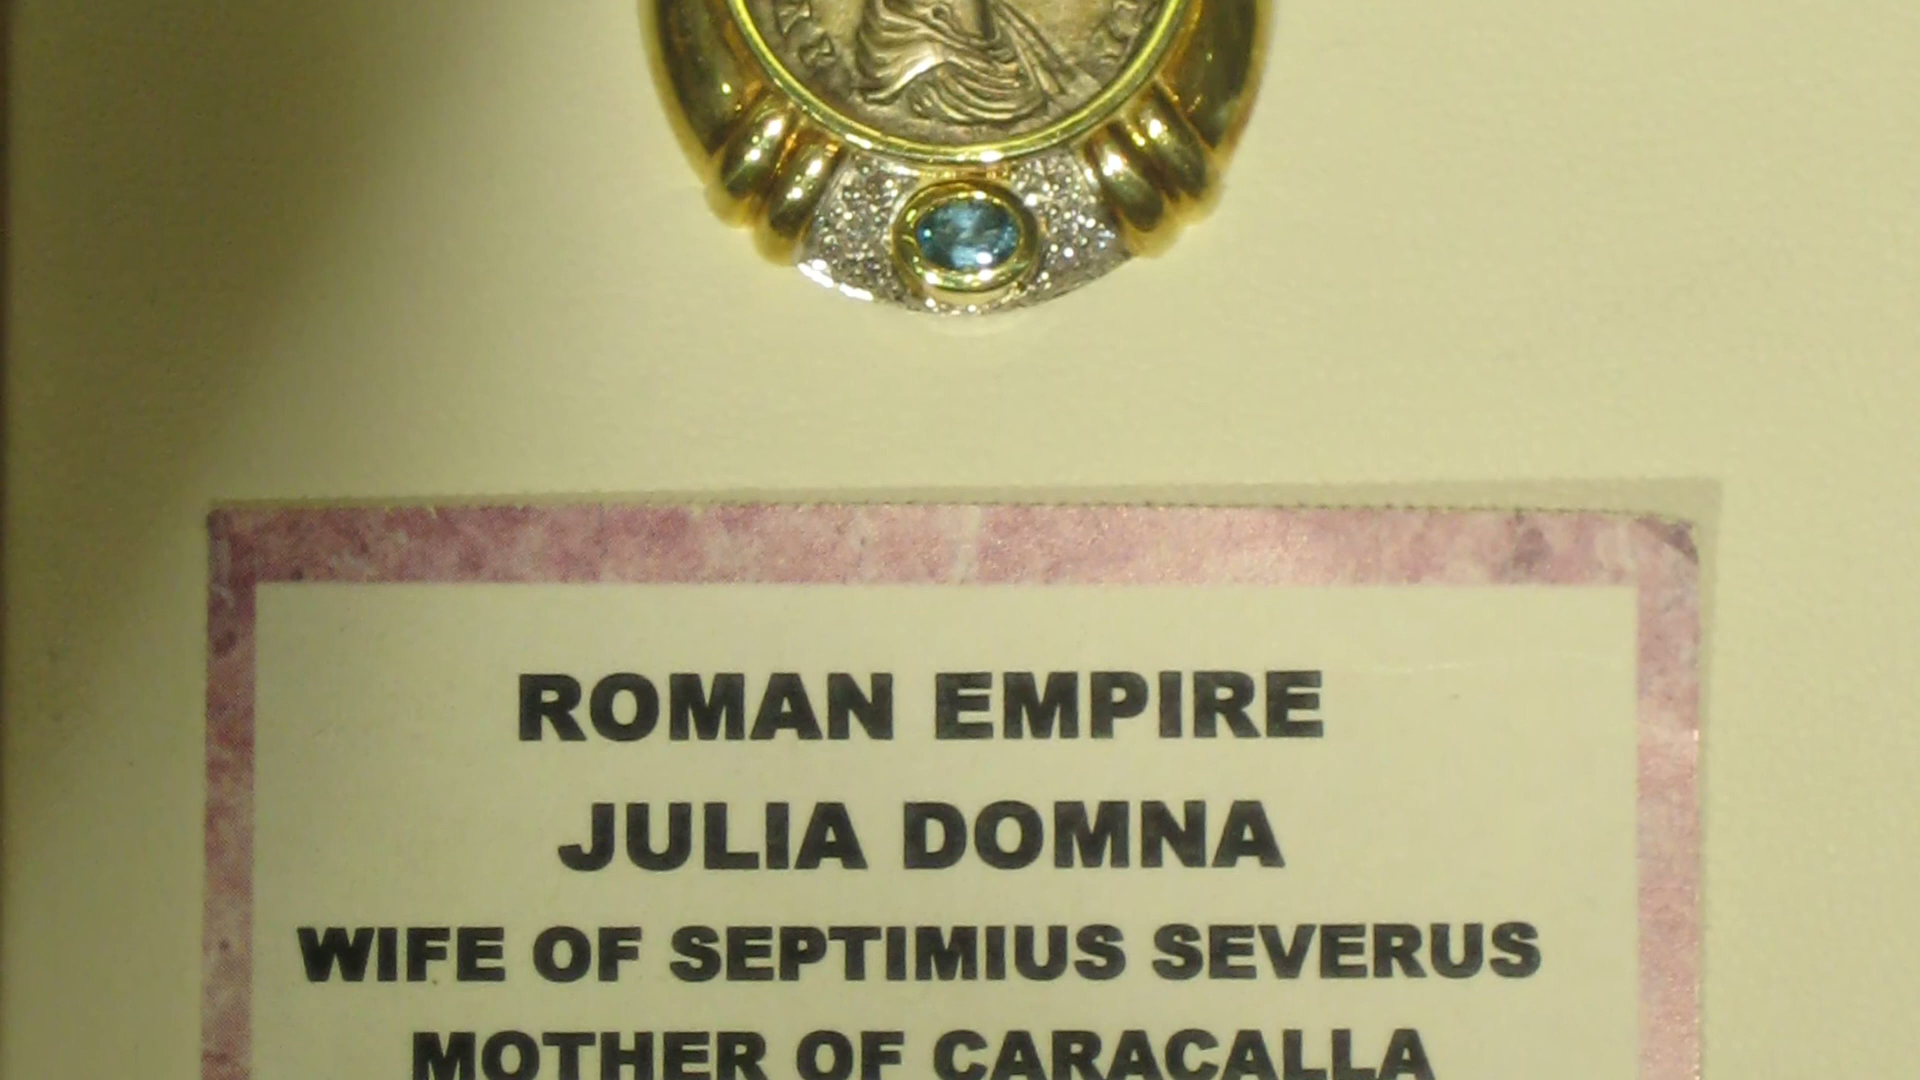 ROMAN EMPIRE
JULIA DOMNA
WIFE OF SEPTIMIUS SEVERUS
MOTHER OF CARACALLA